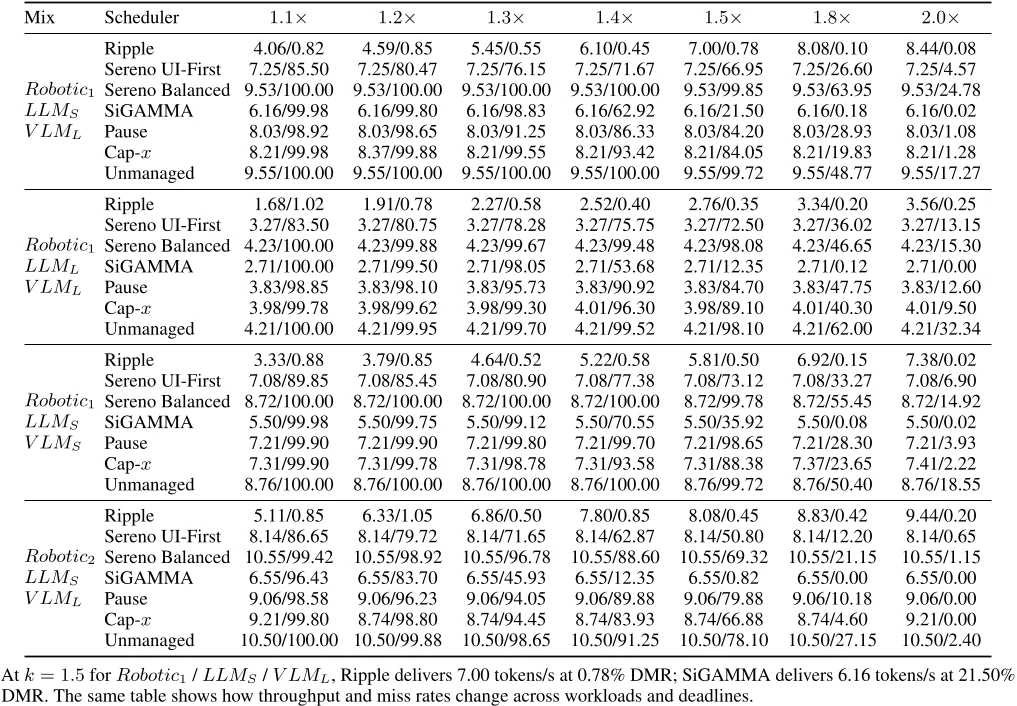 Mix Scheduler 1.1× 1.2× 1.3× 1.4× 1.5× 1.8× 2.0×
Ripple 4.06/0.82 4.59/0.85 5.45/0.55 6.10/0.45 7.00/0.78 8.08/0.10 8.44/0.08
Sereno UI-First 7.25/85.50 7.25/80.47 7.25/76.15 7.25/71.67 7.25/66.95 7.25/26.60 7.25/4.57
Robotic₁ Sereno Balanced 9.53/100.00 9.53/100.00 9.53/100.00 9.53/100.00 9.53/99.85 9.53/63.95 9.53/24.78
LLM_S SiGAMMA 6.16/99.98 6.16/99.80 6.16/98.83 6.16/62.92 6.16/21.50 6.16/0.18 6.16/0.02
VLM_L Pause 8.03/98.92 8.03/98.65 8.03/91.25 8.03/86.33 8.03/84.20 8.03/28.93 8.03/1.08
Cap-x 8.21/99.98 8.37/99.88 8.21/99.55 8.21/93.42 8.21/84.05 8.21/19.83 8.21/1.28
Unmanaged 9.55/100.00 9.55/100.00 9.55/100.00 9.55/100.00 9.55/99.72 9.55/48.77 9.55/17.27
Ripple 1.68/1.02 1.91/0.78 2.27/0.58 2.52/0.40 2.76/0.35 3.34/0.20 3.56/0.25
Sereno UI-First 3.27/83.50 3.27/80.75 3.27/78.28 3.27/75.75 3.27/72.50 3.27/36.02 3.27/13.15
Robotic₁ Sereno Balanced 4.23/100.00 4.23/99.88 4.23/99.67 4.23/99.48 4.23/98.08 4.23/46.65 4.23/15.30
LLM_L SiGAMMA 2.71/100.00 2.71/99.50 2.71/98.05 2.71/53.68 2.71/12.35 2.71/0.12 2.71/0.00
VLM_L Pause 3.83/98.85 3.83/98.10 3.83/95.73 3.83/90.92 3.83/84.70 3.83/47.75 3.83/12.60
Cap-x 3.98/99.78 3.98/99.62 3.98/99.30 4.01/96.30 3.98/89.10 4.01/40.30 4.01/9.50
Unmanaged 4.21/100.00 4.21/99.95 4.21/99.70 4.21/99.52 4.21/98.10 4.21/62.00 4.21/32.34
Ripple 3.33/0.88 3.79/0.85 4.64/0.52 5.22/0.58 5.81/0.50 6.92/0.15 7.38/0.02
Sereno UI-First 7.08/89.85 7.08/85.45 7.08/80.90 7.08/77.38 7.08/73.12 7.08/33.27 7.08/6.90
Robotic₁ Sereno Balanced 8.72/100.00 8.72/100.00 8.72/100.00 8.72/100.00 8.72/99.78 8.72/55.45 8.72/14.92
LLM_S SiGAMMA 5.50/99.98 5.50/99.75 5.50/99.12 5.50/70.55 5.50/35.92 5.50/0.08 5.50/0.02
VLM_S Pause 7.21/99.90 7.21/99.90 7.21/99.80 7.21/99.70 7.21/98.65 7.21/28.30 7.21/3.93
Cap-x 7.31/99.90 7.31/99.78 7.31/98.78 7.31/93.58 7.31/88.38 7.37/23.65 7.41/2.22
Unmanaged 8.76/100.00 8.76/100.00 8.76/100.00 8.76/100.00 8.76/99.72 8.76/50.40 8.76/18.55
Ripple 5.11/0.85 6.33/1.05 6.86/0.50 7.80/0.85 8.08/0.45 8.83/0.42 9.44/0.20
Sereno UI-First 8.14/86.65 8.14/79.72 8.14/71.65 8.14/62.87 8.14/50.80 8.14/12.20 8.14/0.65
Robotic₂ Sereno Balanced 10.55/99.42 10.55/98.92 10.55/96.78 10.55/88.60 10.55/69.32 10.55/21.15 10.55/1.15
LLM_S SiGAMMA 6.55/96.43 6.55/83.70 6.55/45.93 6.55/12.35 6.55/0.82 6.55/0.00 6.55/0.00
VLM_L Pause 9.06/98.58 9.06/96.23 9.06/94.05 9.06/89.88 9.06/79.88 9.06/10.18 9.06/0.00
Cap-x 9.21/99.80 8.74/98.80 8.74/94.45 8.74/83.93 8.74/66.88 8.74/4.60 9.21/0.00
Unmanaged 10.50/100.00 10.50/99.88 10.50/98.65 10.50/91.25 10.50/78.10 10.50/27.15 10.50/2.40
At k = 1.5 for Robotic₁ / LLM_S / VLM_L, Ripple delivers 7.00 tokens/s at 0.78% DMR; SiGAMMA delivers 6.16 tokens/s at 21.50%
DMR. The same table shows how throughput and miss rates change across workloads and deadlines.